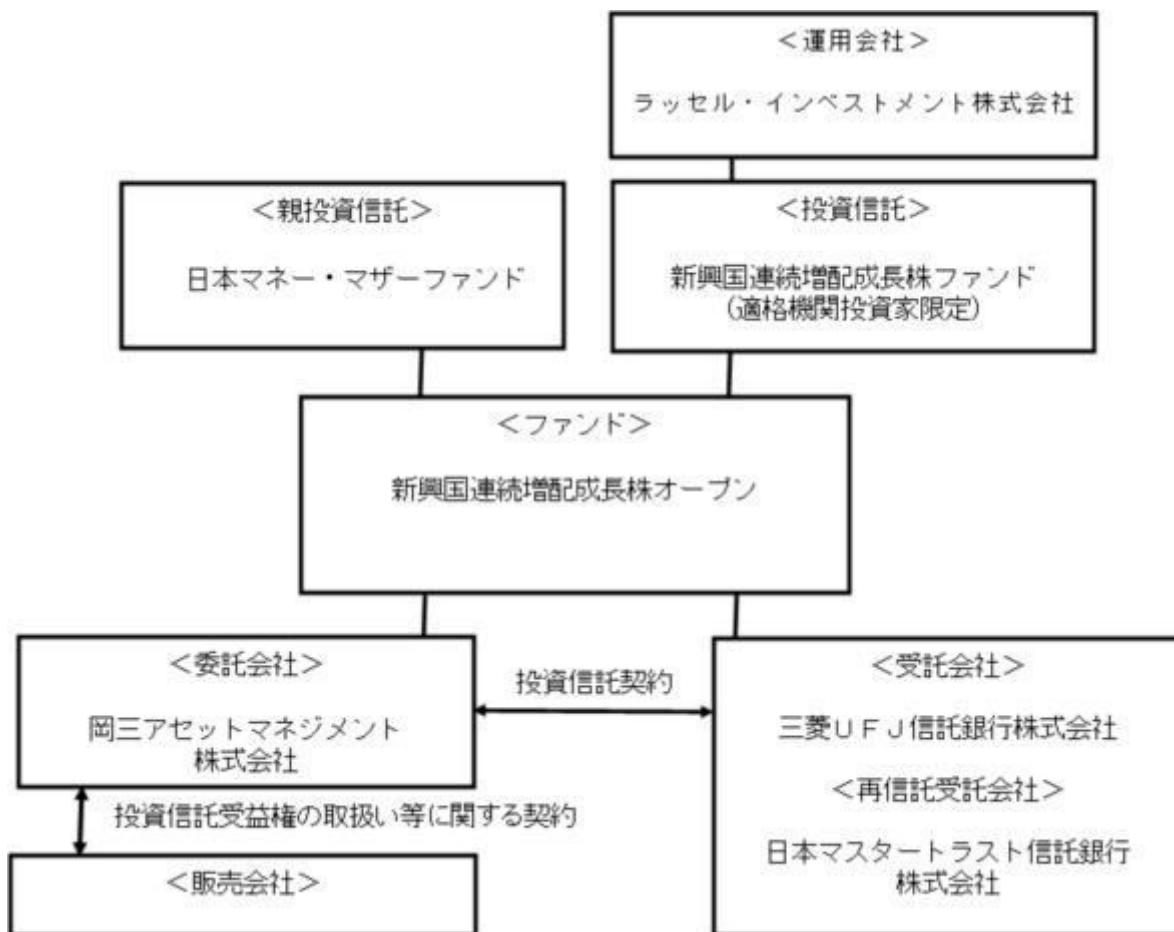 <運用会社>
ラッセル・インベストメント株式会社
<親投資信託>
日本マネー・マザーファンド
<投資信託>
新興国連続増配成長株ファンド
(適格機関投資家限定)
<ファンド>
新興国連続増配成長株オープン
<委託会社>
岡三アセットマネジメント
株式会社
投資信託契約
<受託会社>
三菱UFJ信託銀行株式会社
<再信託受託会社>
日本マスタートラスト信託銀行
株式会社
投資信託受益権の取扱い等に関する契約
<販売会社>